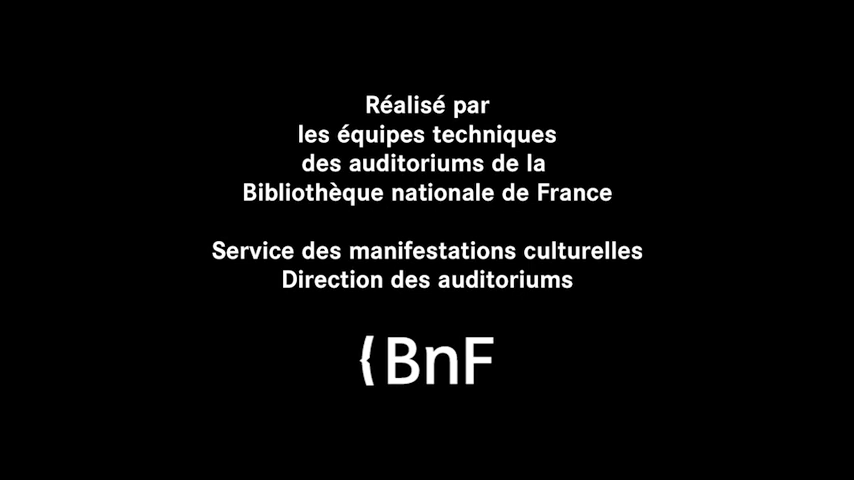 Réalisé par
les équipes techniques
des auditoriums de la
Bibliothèque nationale de France
Service des manifestations culturelles
Direction des auditoriums
{BnF